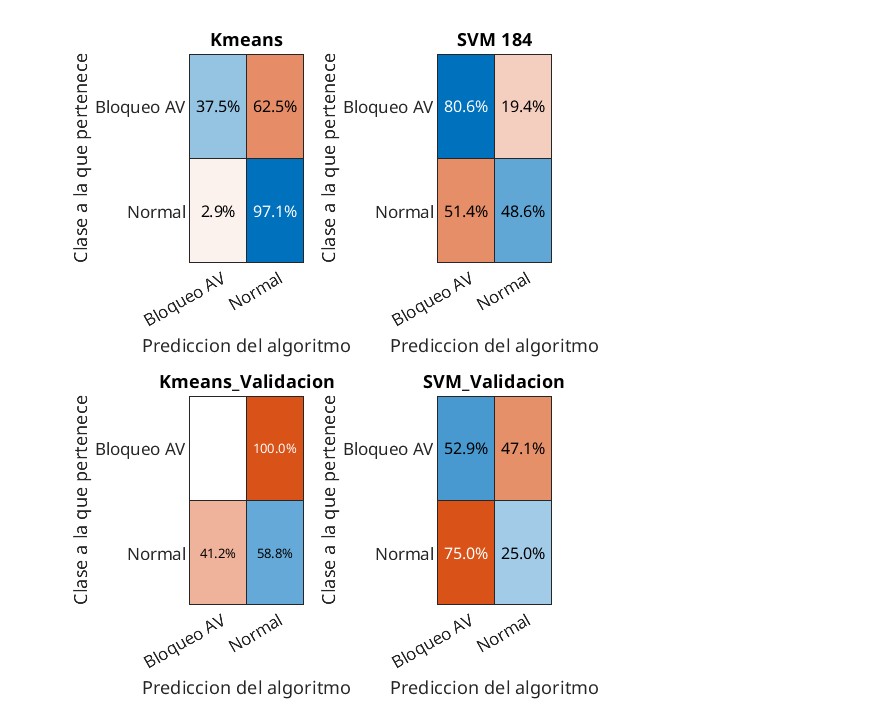 Kmeans
Clase a la que pertenece
Bloqueo AV 37.5% 62.5%
Normal 2.9% 97.1%
Bloqueo AV Normal
Prediccion del algoritmo
SVM 184
Clase a la que pertenece
Bloqueo AV 80.6% 19.4%
Normal 51.4% 48.6%
Bloqueo AV Normal
Prediccion del algoritmo
Kmeans_Validacion
Clase a la que pertenece
Bloqueo AV 100.0%
Normal 41.2% 58.8%
Bloqueo AV Normal
Prediccion del algoritmo
SVM_Validacion
Clase a la que pertenece
Bloqueo AV 52.9% 47.1%
Normal 75.0% 25.0%
Bloqueo AV Normal
Prediccion del algoritmo